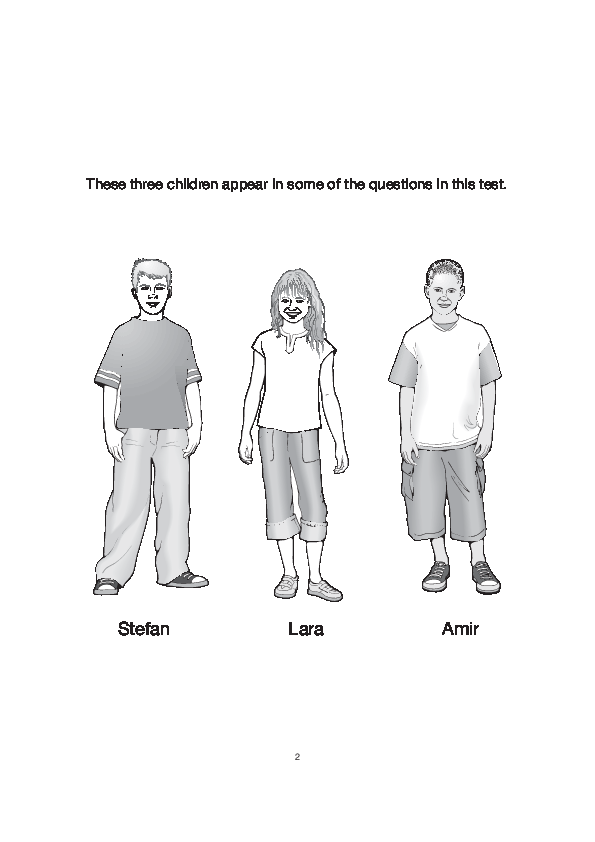 These three children appear in some of the questions in this test.
Stefan Lara Amir
2